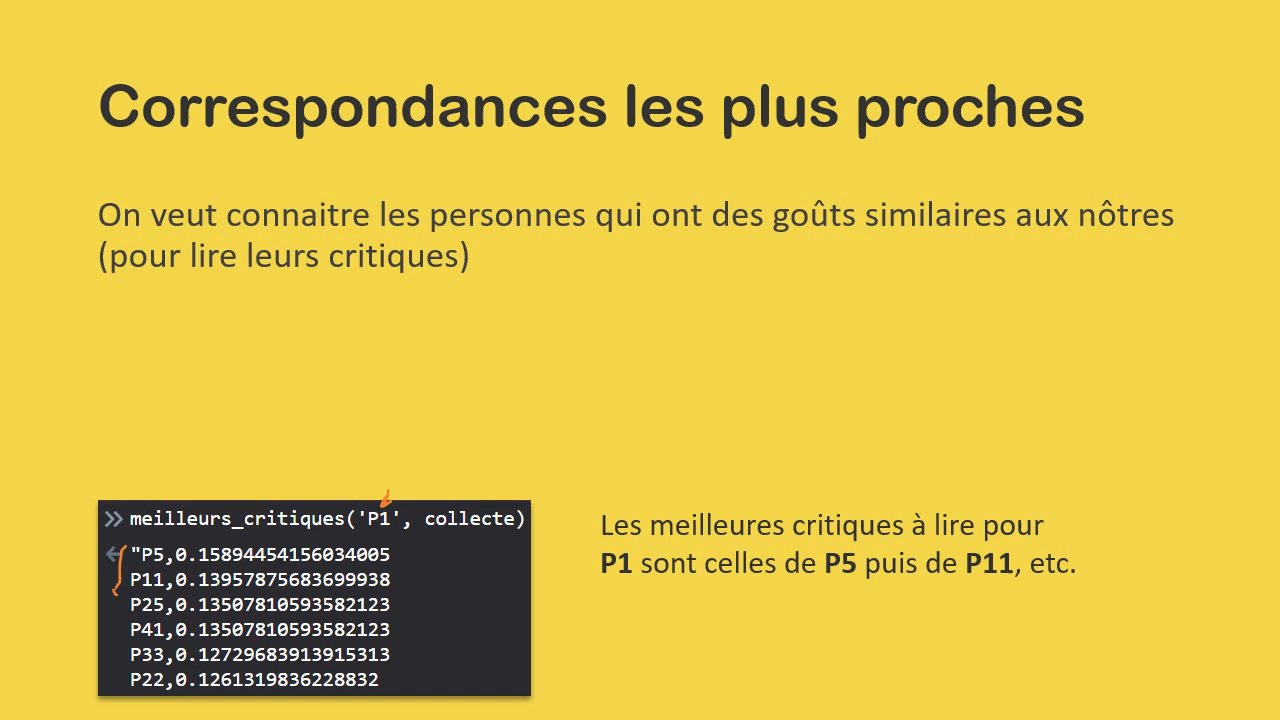 Correspondances les plus proches
On veut connaitre les personnes qui ont des goûts similaires aux nôtres
(pour lire leurs critiques)
meilleurs_critiques('P1', collecte)
"P5,0.15894454156034005
P11,0.13957875683699938
P25,0.13507810593582123
P41,0.13507810593582123
P33,0.12729683913915313
P22,0.1261319836228832
Les meilleures critiques à lire pour
P1 sont celles de P5 puis de P11, etc.